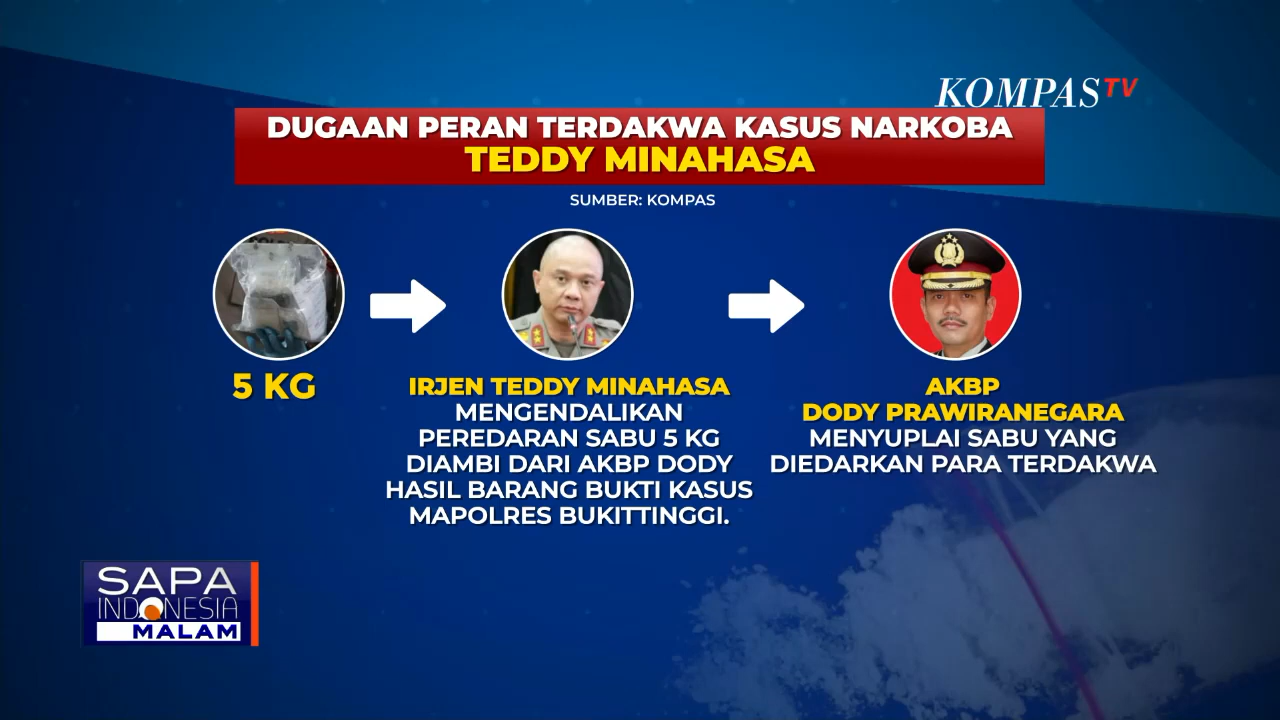 KOMPASTV
DUGAAN PERAN TERDAKWA KASUS NARKOBA
TEDDY MINAHASA
SUMBER: KOMPAS
5 KG
IRJEN TEDDY MINAHASA
MENGENDALIKAN
PEREDARAN SABU 5 KG
DIAMBI DARI AKBP DODY
HASIL BARANG BUKTI KASUS
MAPOLRES BUKITTINGGI.
AKBP
DODY PRAWIRANEGARA
MENYUPLAI SABU YANG
DIEDARKAN PARA TERDAKWA
SAPA
INDONESIA
MALAM